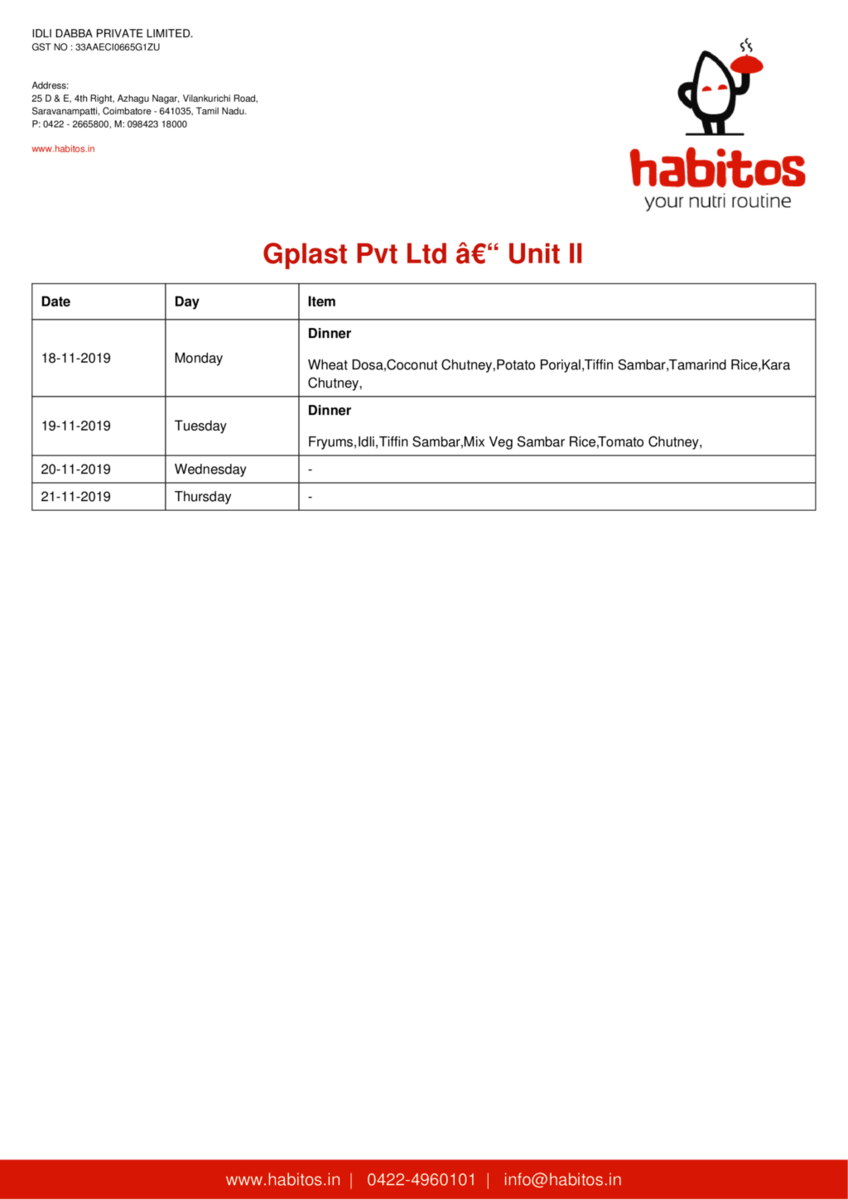 IDLI DABBA PRIVATE LIMITED.
GST NO : 33AAECI0665G1ZU
Address:
25 D & E, 4th Right, Azhagu Nagar, Vilankurichi Road,
Saravanampatti, Coimbatore - 641035, Tamil Nadu.
P: 0422 - 2665800, M: 098423 18000
www.habitos.in
habitos
your nutri routine
Gplast Pvt Ltd â€“ Unit II
Date Day Item
18-11-2019 Monday Dinner
Wheat Dosa,Coconut Chutney,Potato Poriyal,Tiffin Sambar,Tamarind Rice,Kara
Chutney,
19-11-2019 Tuesday Dinner
Fryums,Idli,Tiffin Sambar,Mix Veg Sambar Rice,Tomato Chutney,
20-11-2019 Wednesday -
21-11-2019 Thursday -
www.habitos.in | 0422-4960101 | info@habitos.in